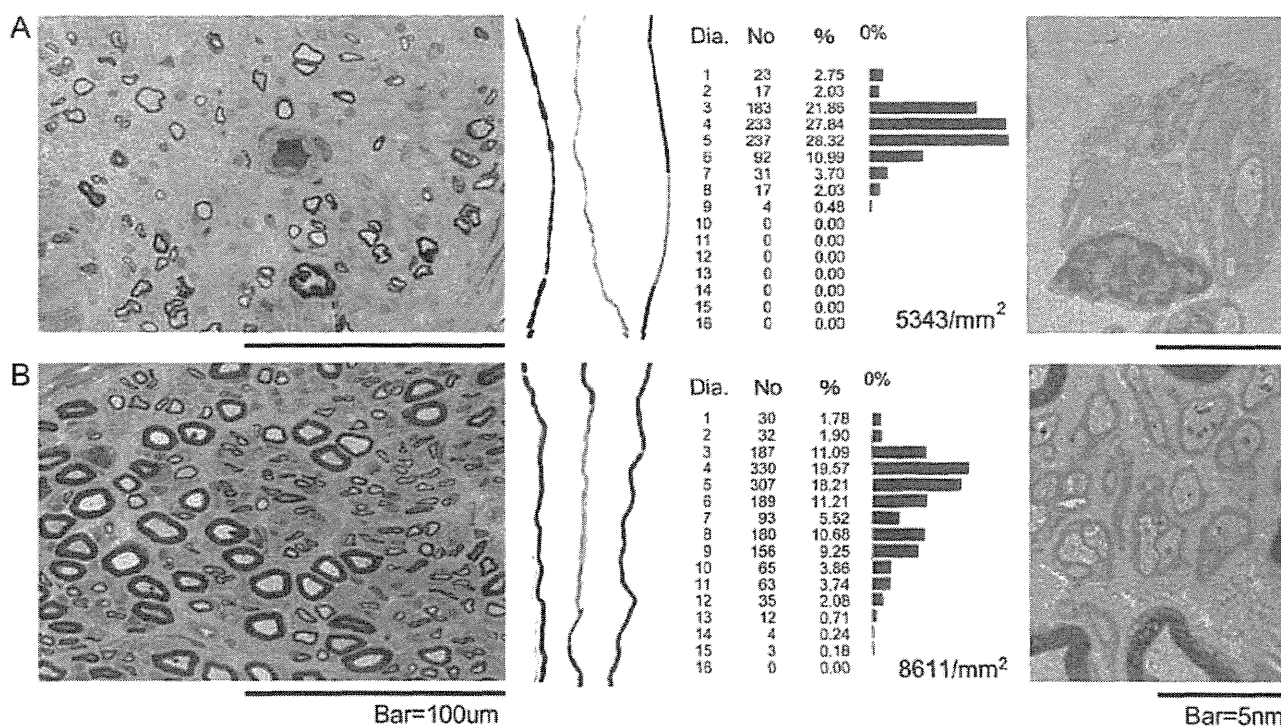 A
Dia. No % 0%
1 23 2.75
2 17 2.03
3 183 21.86
4 233 27.84
5 237 28.32
6 92 10.99
7 31 3.70
8 17 2.03
9 4 0.48
10 0 0.00
11 0 0.00
12 0 0.00
13 0 0.00
14 0 0.00
15 0 0.00
16 0 0.00
5343/mm²
B
Dia. No % 0%
1 30 1.78
2 32 1.90
3 187 11.09
4 330 19.57
5 307 18.21
6 189 11.21
7 93 5.52
8 180 10.68
9 156 9.25
10 65 3.86
11 63 3.74
12 35 2.08
13 12 0.71
14 4 0.24
15 3 0.18
16 0 0.00
8611/mm²
Bar=100um
Bar=5nm